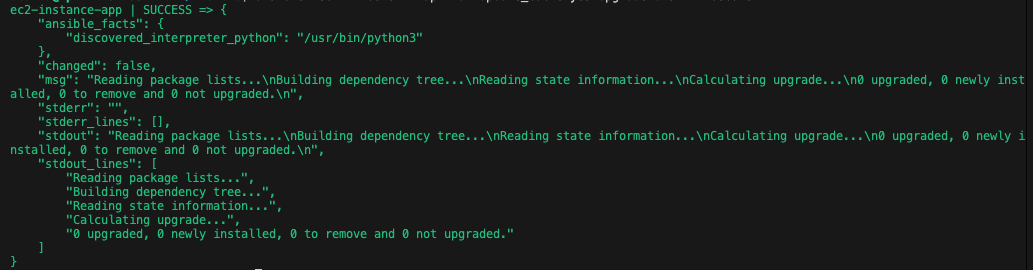 ec2-instance-app | SUCCESS => {
    "ansible_facts": {
        "discovered_interpreter_python": "/usr/bin/python3"
    },
    "changed": false,
    "msg": "Reading package lists...\nBuilding dependency tree...\nReading state information...\nCalculating upgrade...\n0 upgraded, 0 newly inst
alled, 0 to remove and 0 not upgraded.\n",
    "stderr": "",
    "stderr_lines": [],
    "stdout": "Reading package lists...\nBuilding dependency tree...\nReading state information...\nCalculating upgrade...\n0 upgraded, 0 newly i
nstalled, 0 to remove and 0 not upgraded.\n",
    "stdout_lines": [
        "Reading package lists...",
        "Building dependency tree...",
        "Reading state information...",
        "Calculating upgrade...",
        "0 upgraded, 0 newly installed, 0 to remove and 0 not upgraded."
    ]
}